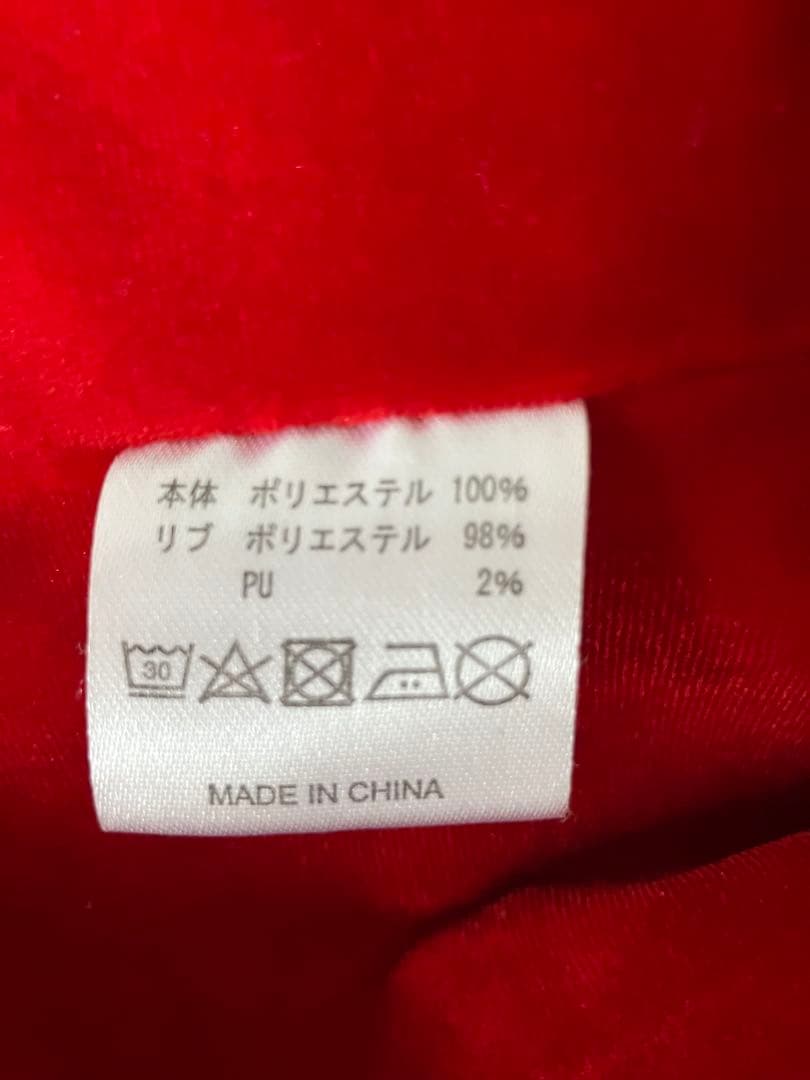 本体 ポリエステル 100%
リブ ポリエステル 98%
PU 2%
30
MADE IN CHINA